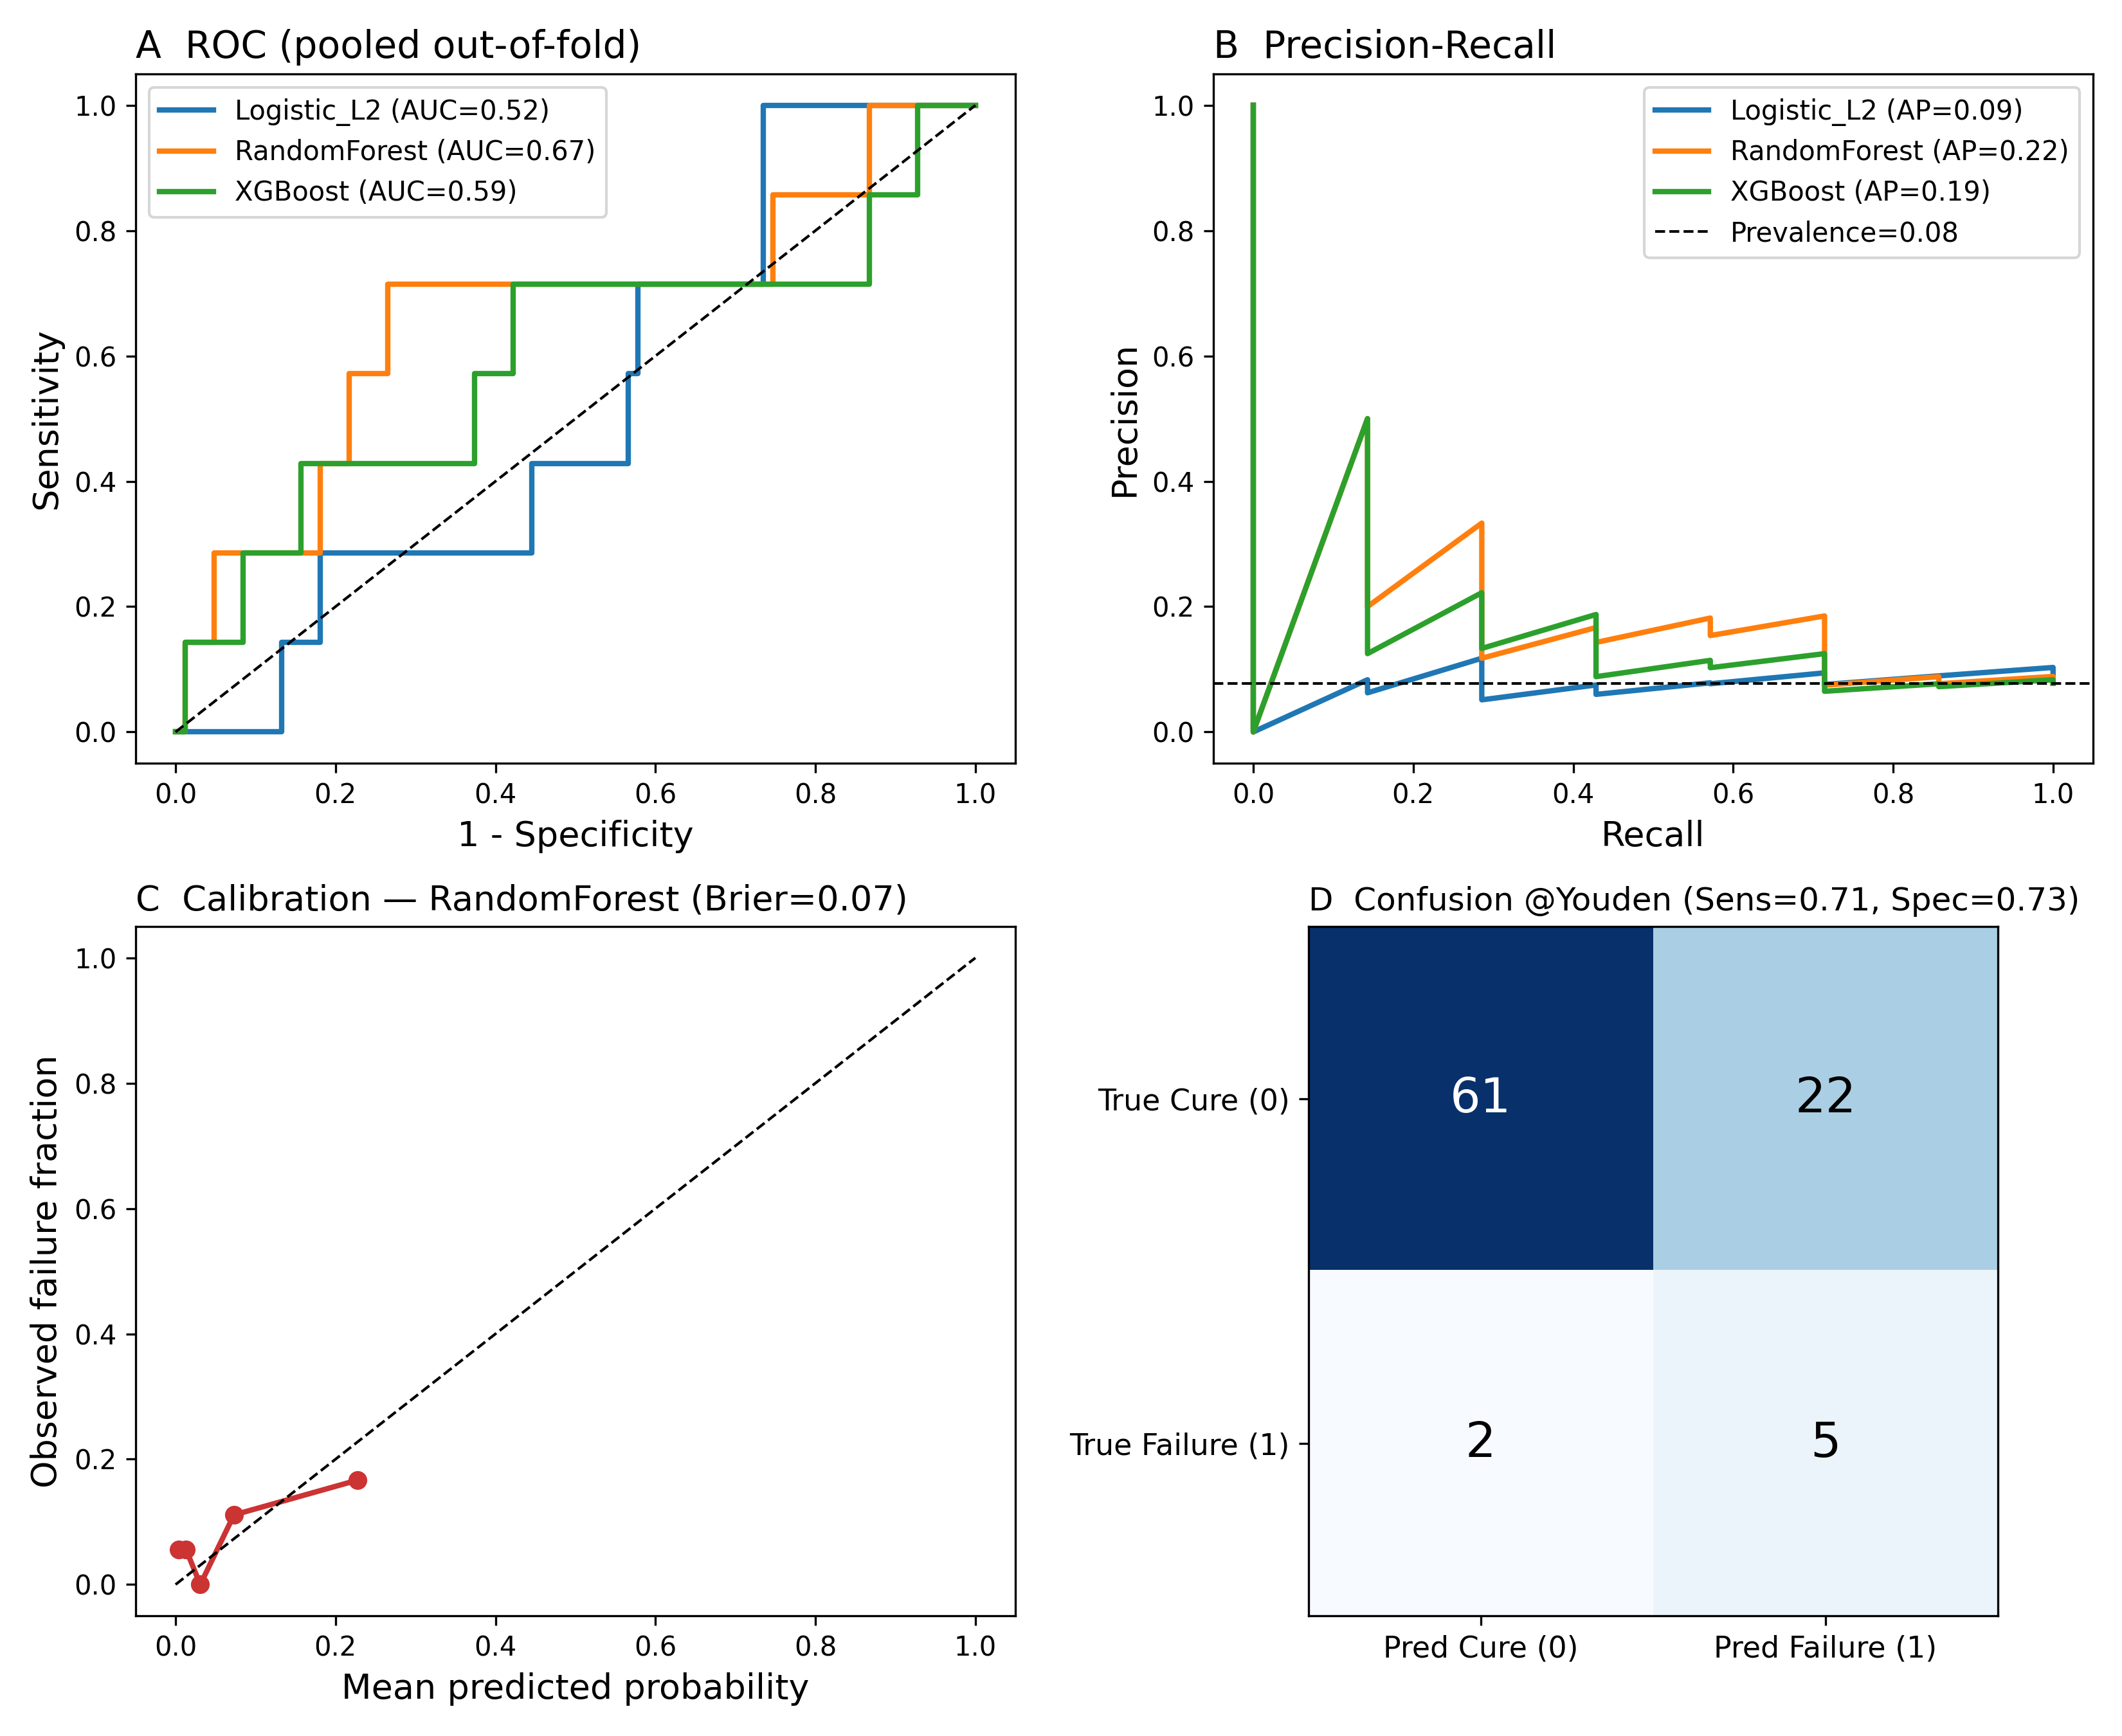 A  ROC (pooled out-of-fold)
Logistic_L2 (AUC=0.52)
RandomForest (AUC=0.67)
XGBoost (AUC=0.59)
Sensitivity
1.0
0.8
0.6
0.4
0.2
0.0
0.0 0.2 0.4 0.6 0.8 1.0
1 - Specificity
B  Precision-Recall
Logistic_L2 (AP=0.09)
RandomForest (AP=0.22)
XGBoost (AP=0.19)
Prevalence=0.08
Precision
1.0
0.8
0.6
0.4
0.2
0.0
0.0 0.2 0.4 0.6 0.8 1.0
Recall
C  Calibration — RandomForest (Brier=0.07)
Observed failure fraction
1.0
0.8
0.6
0.4
0.2
0.0
0.0 0.2 0.4 0.6 0.8 1.0
Mean predicted probability
D  Confusion @Youden (Sens=0.71, Spec=0.73)
True Cure (0) 61 22
True Failure (1) 2 5
Pred Cure (0) Pred Failure (1)